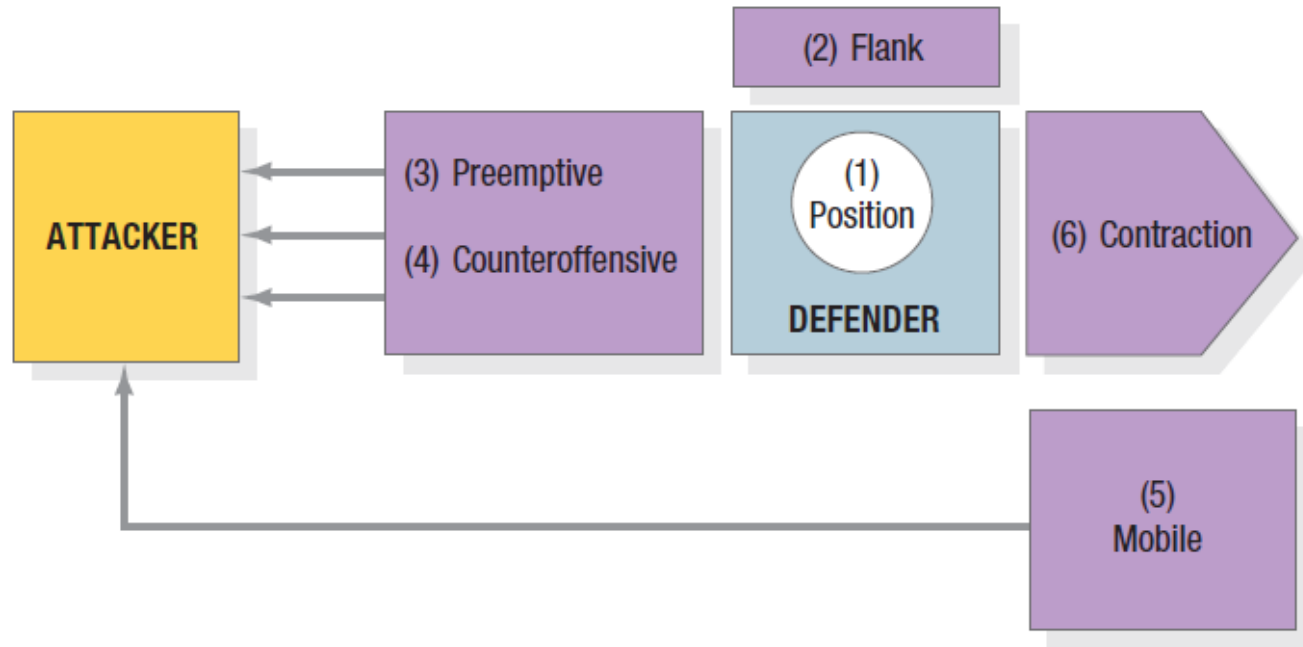 (2) Flank
ATTACKER
(3) Preemptive
(4) Counteroffensive
(1)
Position
DEFENDER
(6) Contraction
(5)
Mobile